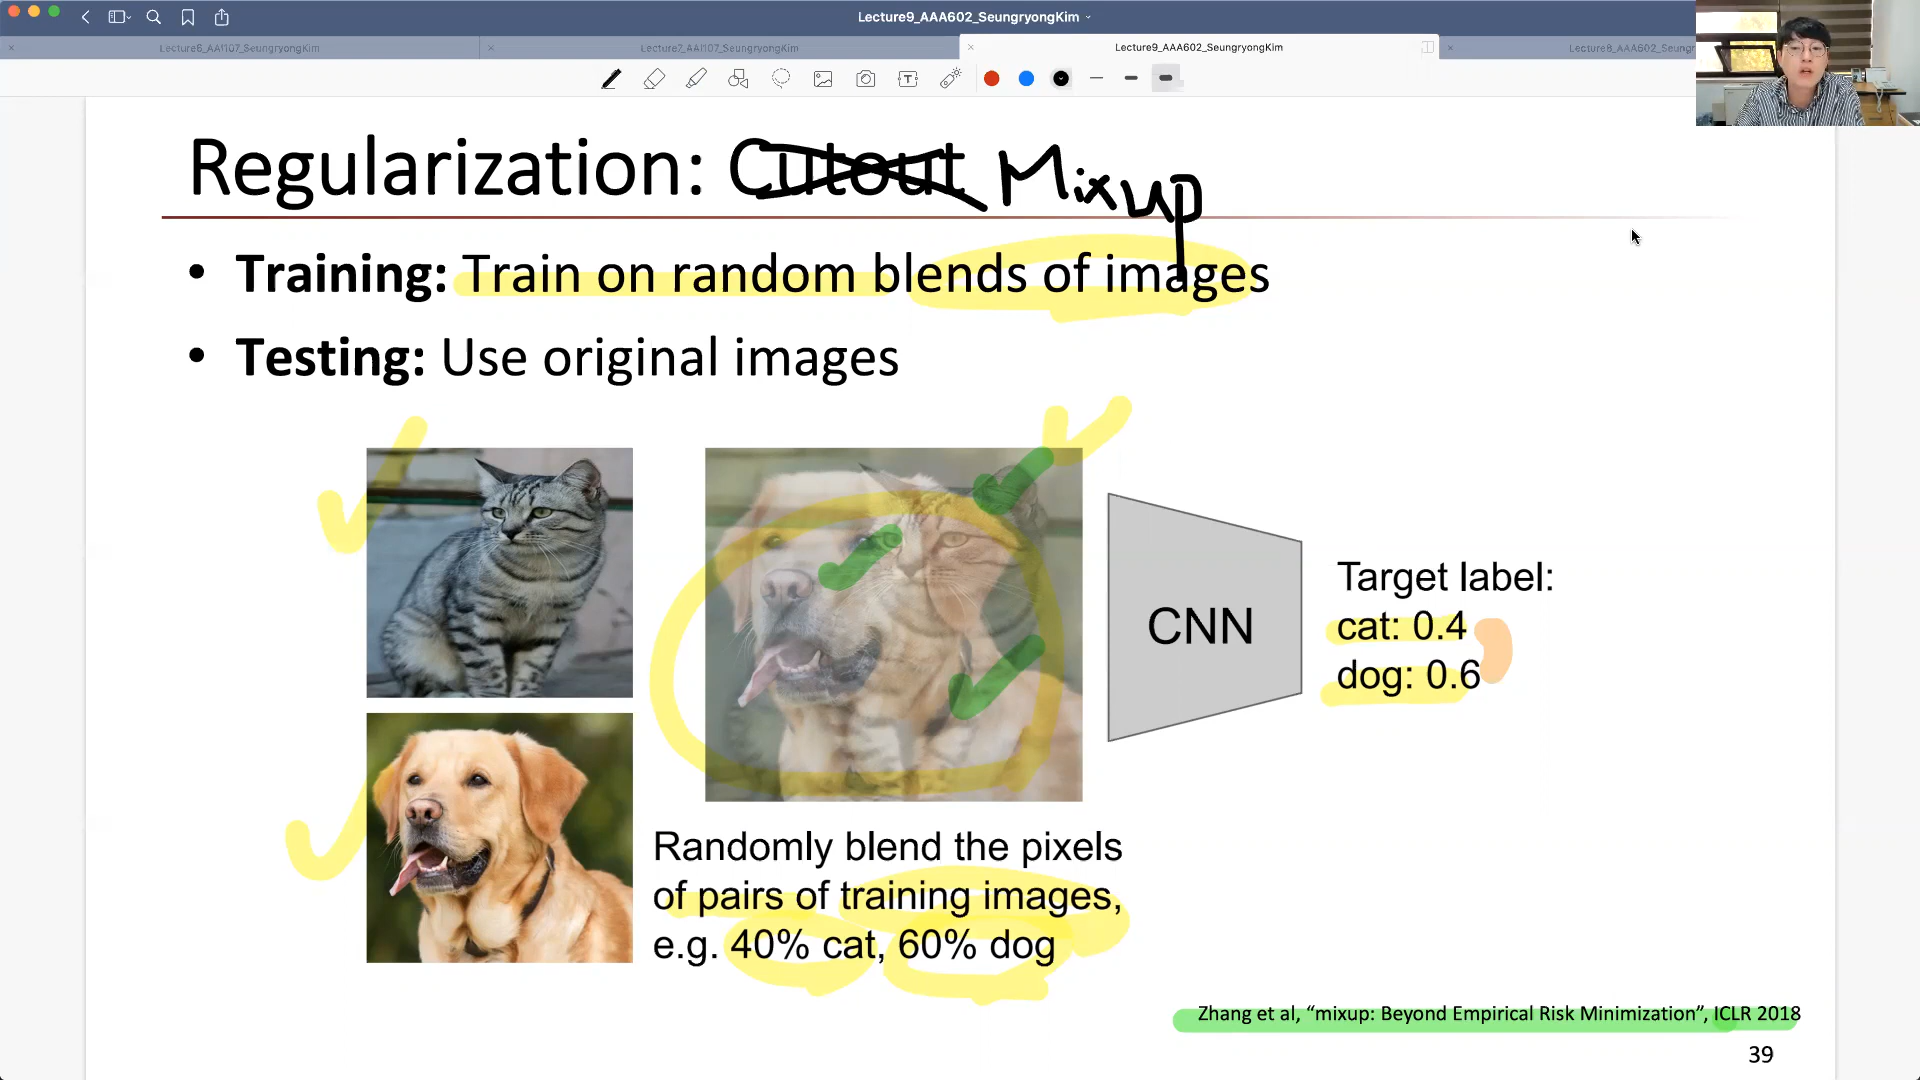 Lecture9_AAA602_SeungryongKim
Lecture6_AAI107_SeungryongKim
Lecture7_AAI107_SeungryongKim
Lecture9_AAA602_SeungryongKim
Lecture8_AAA602_Seungr
Regularization: Cutout Mixup
• Training: Train on random blends of images
• Testing: Use original images
CNN
Target label:
cat: 0.4
dog: 0.6
Randomly blend the pixels
of pairs of training images,
e.g. 40% cat, 60% dog
Zhang et al, “mixup: Beyond Empirical Risk Minimization”, ICLR 2018
39